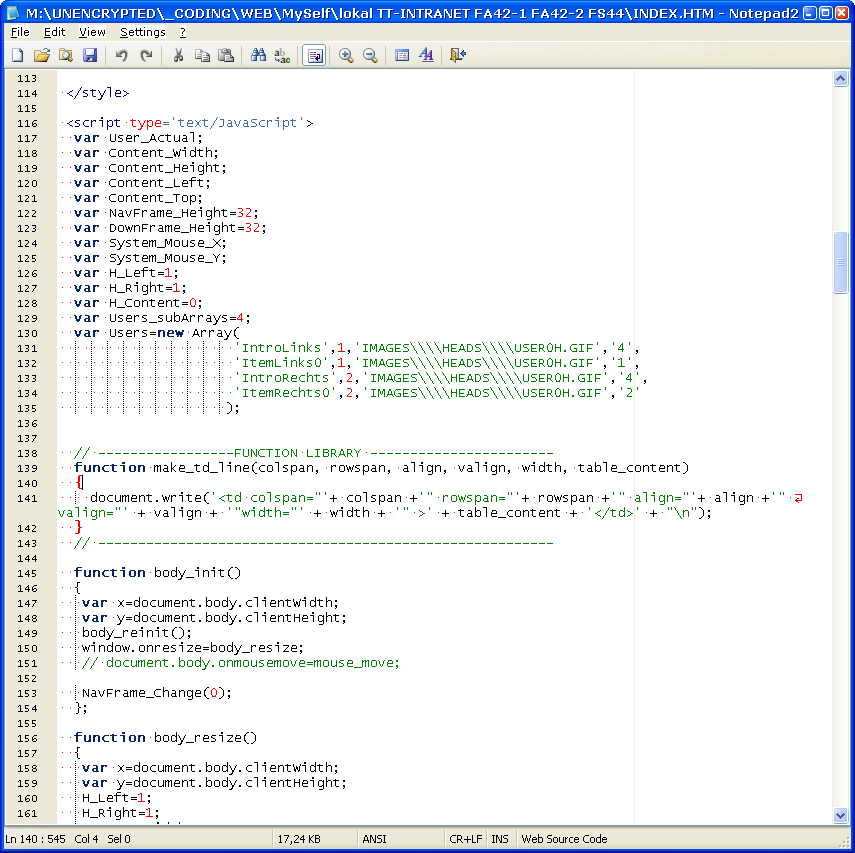 M:\UNENCRYPTED\_CODING\WEB\MySelf\lokal TT-INTRANET FA42-1 FA42-2 FS44\INDEX.HTM - Notepad2
File Edit View Settings ?
113
114 </style>
115
116 <script type='text/JavaScript'>
117 var User_Actual;
118 var Content_Width;
119 var Content_Height;
120 var Content_Left;
121 var Content_Top;
122 var NavFrame_Height=32;
123 var DownFrame_Height=32;
124 var System_Mouse_X;
125 var System_Mouse_Y;
126 var H_Left=1;
127 var H_Right=1;
128 var H_Content=0;
129 var Users_subArrays=4;
130 var Users=new Array(
131 'IntroLinks',1,'IMAGES\\\\HEADS\\\\USER0H.GIF','4',
132 'ItemLinks0',1,'IMAGES\\\\HEADS\\\\USER0H.GIF','1',
133 'IntroRechts',2,'IMAGES\\\\HEADS\\\\USER0H.GIF','4',
134 'ItemRechts0',2,'IMAGES\\\\HEADS\\\\USER0H.GIF','2'
135 );
136
137
138 // -----------------FUNCTION LIBRARY -----------------------
139 function make_td_line(colspan, rowspan, align, valign, width, table_content)
140 {
141 document.write('<td colspan="'+ colspan +'" rowspan="'+ rowspan +'" align="'+ align +'"
valign="' + valign + '"width="' + width + '" >' + table_content + '</td>' + "\n");
142 }
143 // ---------------------------------------------------------
144
145 function body_init()
146 {
147 var x=document.body.clientWidth;
148 var y=document.body.clientHeight;
149 body_reinit();
150 window.onresize=body_resize;
151 // document.body.onmousemove=mouse_move;
152
153 NavFrame_Change(0);
154 };
155
156 function body_resize()
157 {
158 var x=document.body.clientWidth;
159 var y=document.body.clientHeight;
160 H_Left=1;
161 H_Right=1;
Ln 140 : 545 Col 4 Sel 0 17,24 KB ANSI CR+LF INS Web Source Code